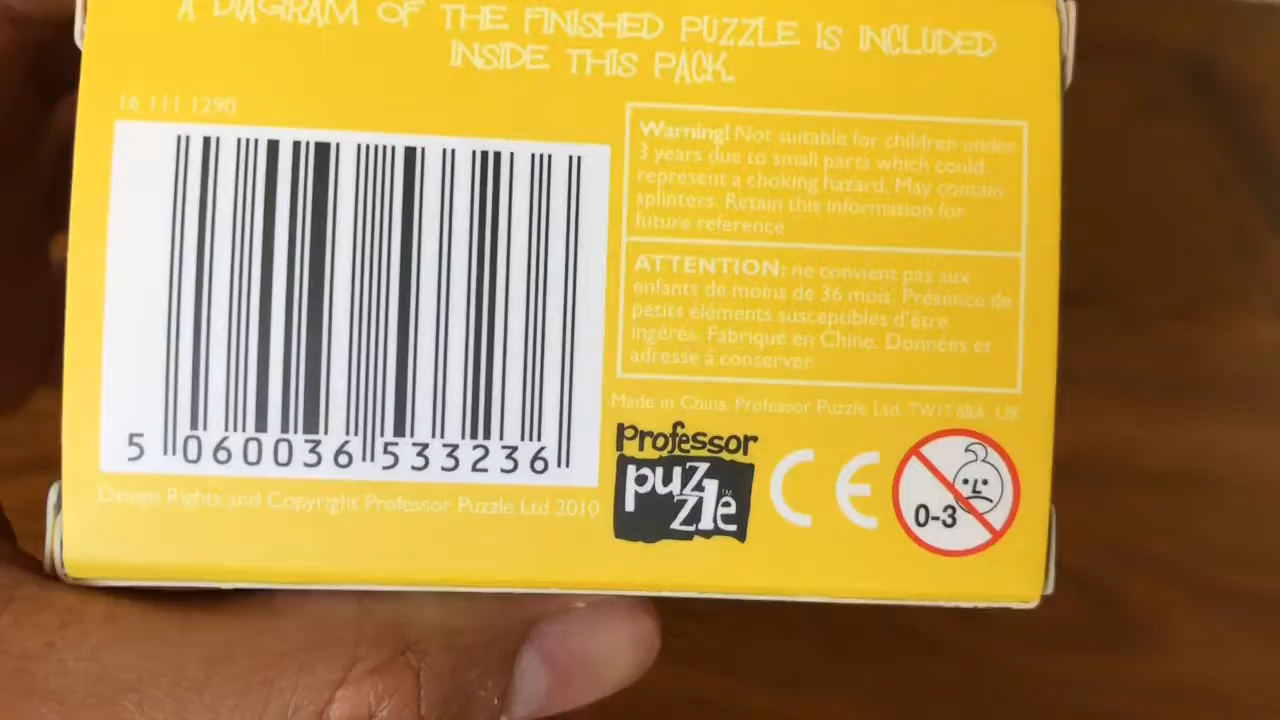 A DIAGRAM OF THE FINISHED PUZZLE IS INCLUDED
INSIDE THIS PACK.
16 111 1290
5 060036 533236
Design Rights and Copyright Professor Puzzle Ltd 2010
Warning! Not suitable for children under
3 years due to small parts which could
represent a choking hazard. May contain
splinters. Retain this information for
future reference
ATTENTION: ne convient pas aux
enfants de moins de 36 mois. Présence de
petits éléments susceptibles d'être
ingérés. Fabriqué en Chine. Données et
adresse à conserver.
Made in China. Professor Puzzle Ltd. TW17 8BA. UK
Professor
puz
zle™
CE
0-3